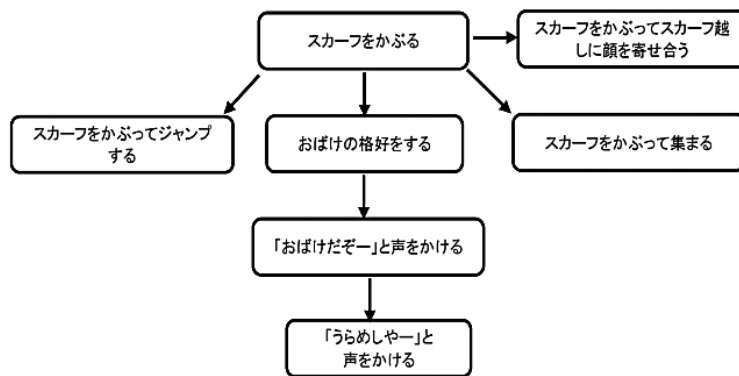 スカーフをかぶる
スカーフをかぶってスカーフ越
しに顔を寄せ合う
スカーフをかぶってジャンプ
する
おばけの格好をする
スカーフをかぶって集まる
「おばけだぞー」と声をかける
「うらめしやー」と
声をかける